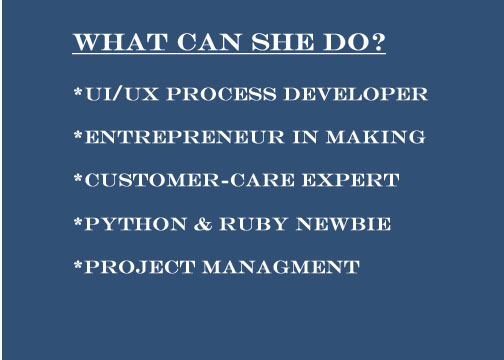 WHAT CAN SHE DO?
*UI/UX PROCESS DEVELOPER
*ENTREPRENEUR IN MAKING
*CUSTOMER-CARE EXPERT
*PYTHON & RUBY NEWBIE
*PROJECT MANAGMENT